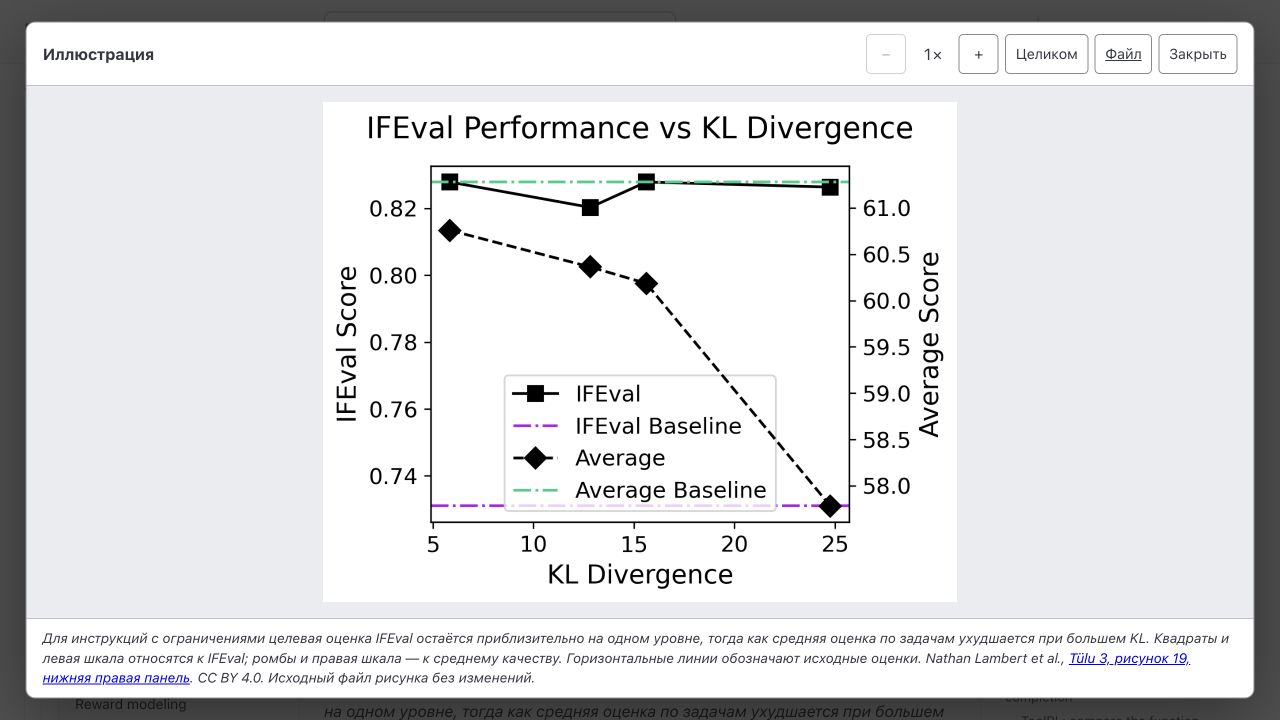 Иллюстрация
− 1× + Целиком Файл Закрыть
IFEval Performance vs KL Divergence
IFEval Score
0.82
0.80
0.78
0.76
0.74
61.0
60.5
60.0
59.5
59.0
58.5
58.0
Average Score
IFEval
IFEval Baseline
Average
Average Baseline
5 10 15 20 25
KL Divergence
Для инструкций с ограничениями целевая оценка IFEval остаётся приблизительно на одном уровне, тогда как средняя оценка по задачам ухудшается при большем KL. Квадраты и
левая шкала относятся к IFEval; ромбы и правая шкала — к среднему качеству. Горизонтальные линии обозначают исходные оценки. Nathan Lambert et al., Tülu 3, рисунок 19,
нижняя правая панель. CC BY 4.0. Исходный файл рисунка без изменений.
Reward modeling
на одном уровне, тогда как средняя оценка по задачам ухудшается при большем